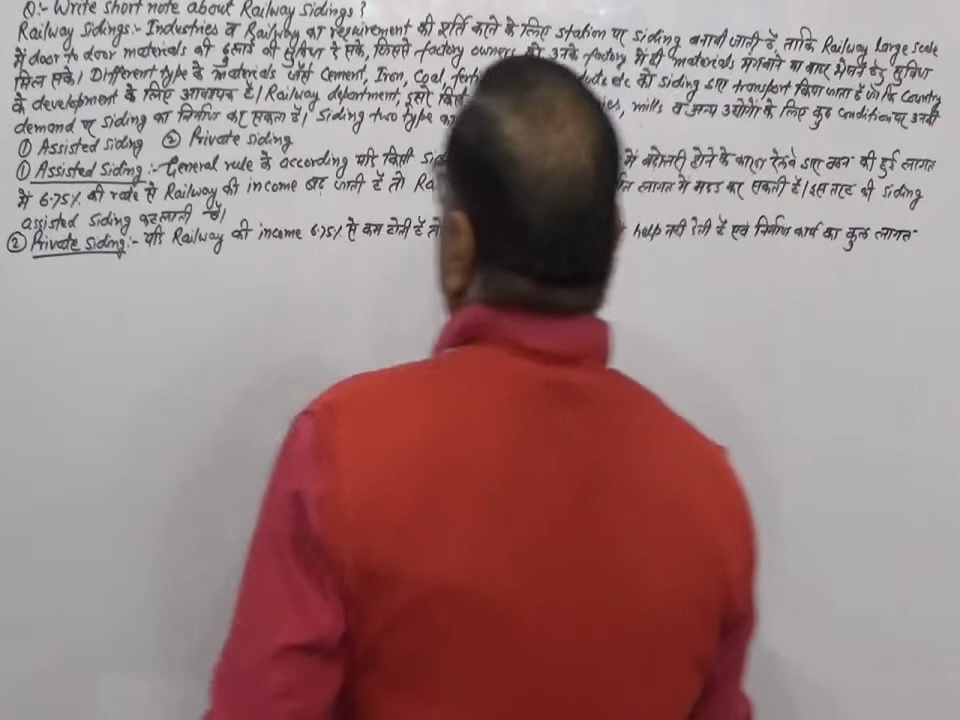 Q:- Write short note about Railway Sidings?
Railway Sidings:- Industries व Railway का requirement की पूर्ति करने के लिए station पर siding बनायी जाती है, ताकि Railway large scale
में door to door materials की ढुलाई की सुविधा दे सके, जिससे factory owners को उनके factory में ही materials मंगवाने या बाहर भेजने हेतु सुविधा
मिल सके। Different type के materials जैसे Cement, Iron, Coal, etc को siding द्वारा transport किया जाता है जो कि Country
के development के लिए आवश्यक है। Railway department, इसरो mills व अन्य उद्योगों के लिए कुछ condition पर उनकी
demand पर siding का निर्माण कर सकता है। Siding two type
① Assisted siding ② Private siding
① Assisted Siding:- General rule के according यदि किसी में बढ़ोत्तरी होने के कारण रेलवे द्वारा की हुई लागत
में 6.75% की rate से Railway की income बढ़ जाती है तो लागत में मदद कर सकती है। इस तरह की siding
assisted siding कहलाती है।
② Private siding:- यदि Railway की income 6.75% से कम होती है तो help नहीं देती है एवं निर्माण कार्य का कुल लागत